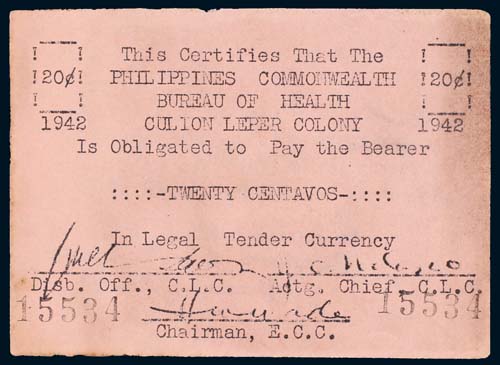 This Certifies That The
20¢ PHILIPPINES COMMONWEALTH 20¢
BUREAU OF HEALTH
1942 CULION LEPER COLONY 1942
Is Obligated to Pay the Bearer
::::-TWENTY CENTAVOS-::::
In Legal Tender Currency
Disb. Off., C.L.C. Actg. Chief, C.L.C.
15534 15534
H. W. Wade
Chairman, E.C.C.